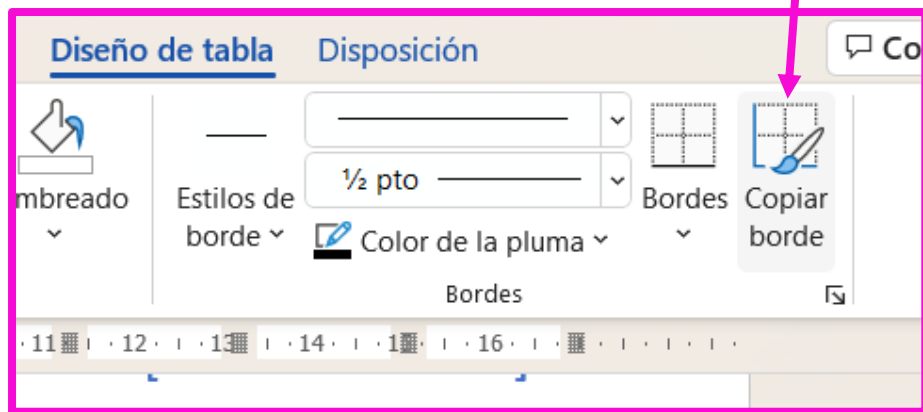 Diseño de tabla Disposición Co
½ pto
mbreado Estilos de borde Bordes Copiar borde
Color de la pluma
Bordes
11 12 13 14 1 16